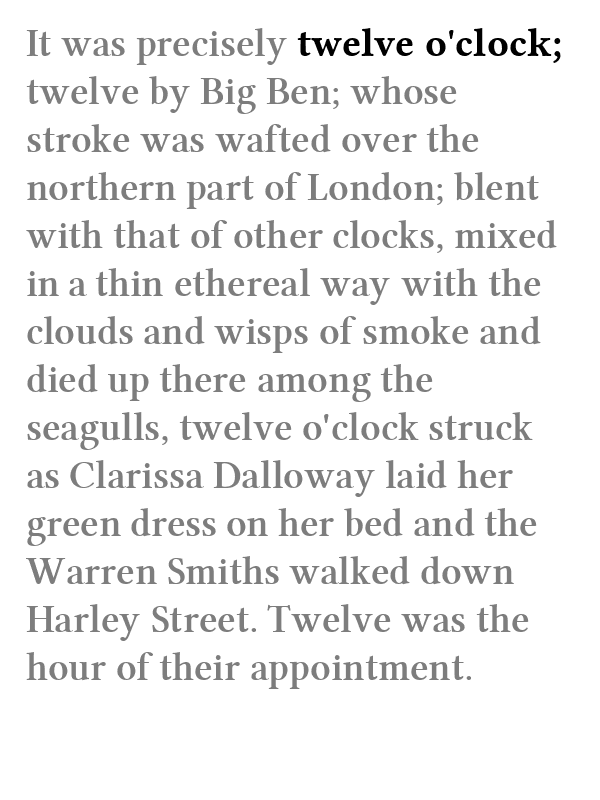 It was precisely twelve o'clock;
twelve by Big Ben; whose
stroke was wafted over the
northern part of London; blent
with that of other clocks, mixed
in a thin ethereal way with the
clouds and wisps of smoke and
died up there among the
seagulls, twelve o'clock struck
as Clarissa Dalloway laid her
green dress on her bed and the
Warren Smiths walked down
Harley Street. Twelve was the
hour of their appointment.